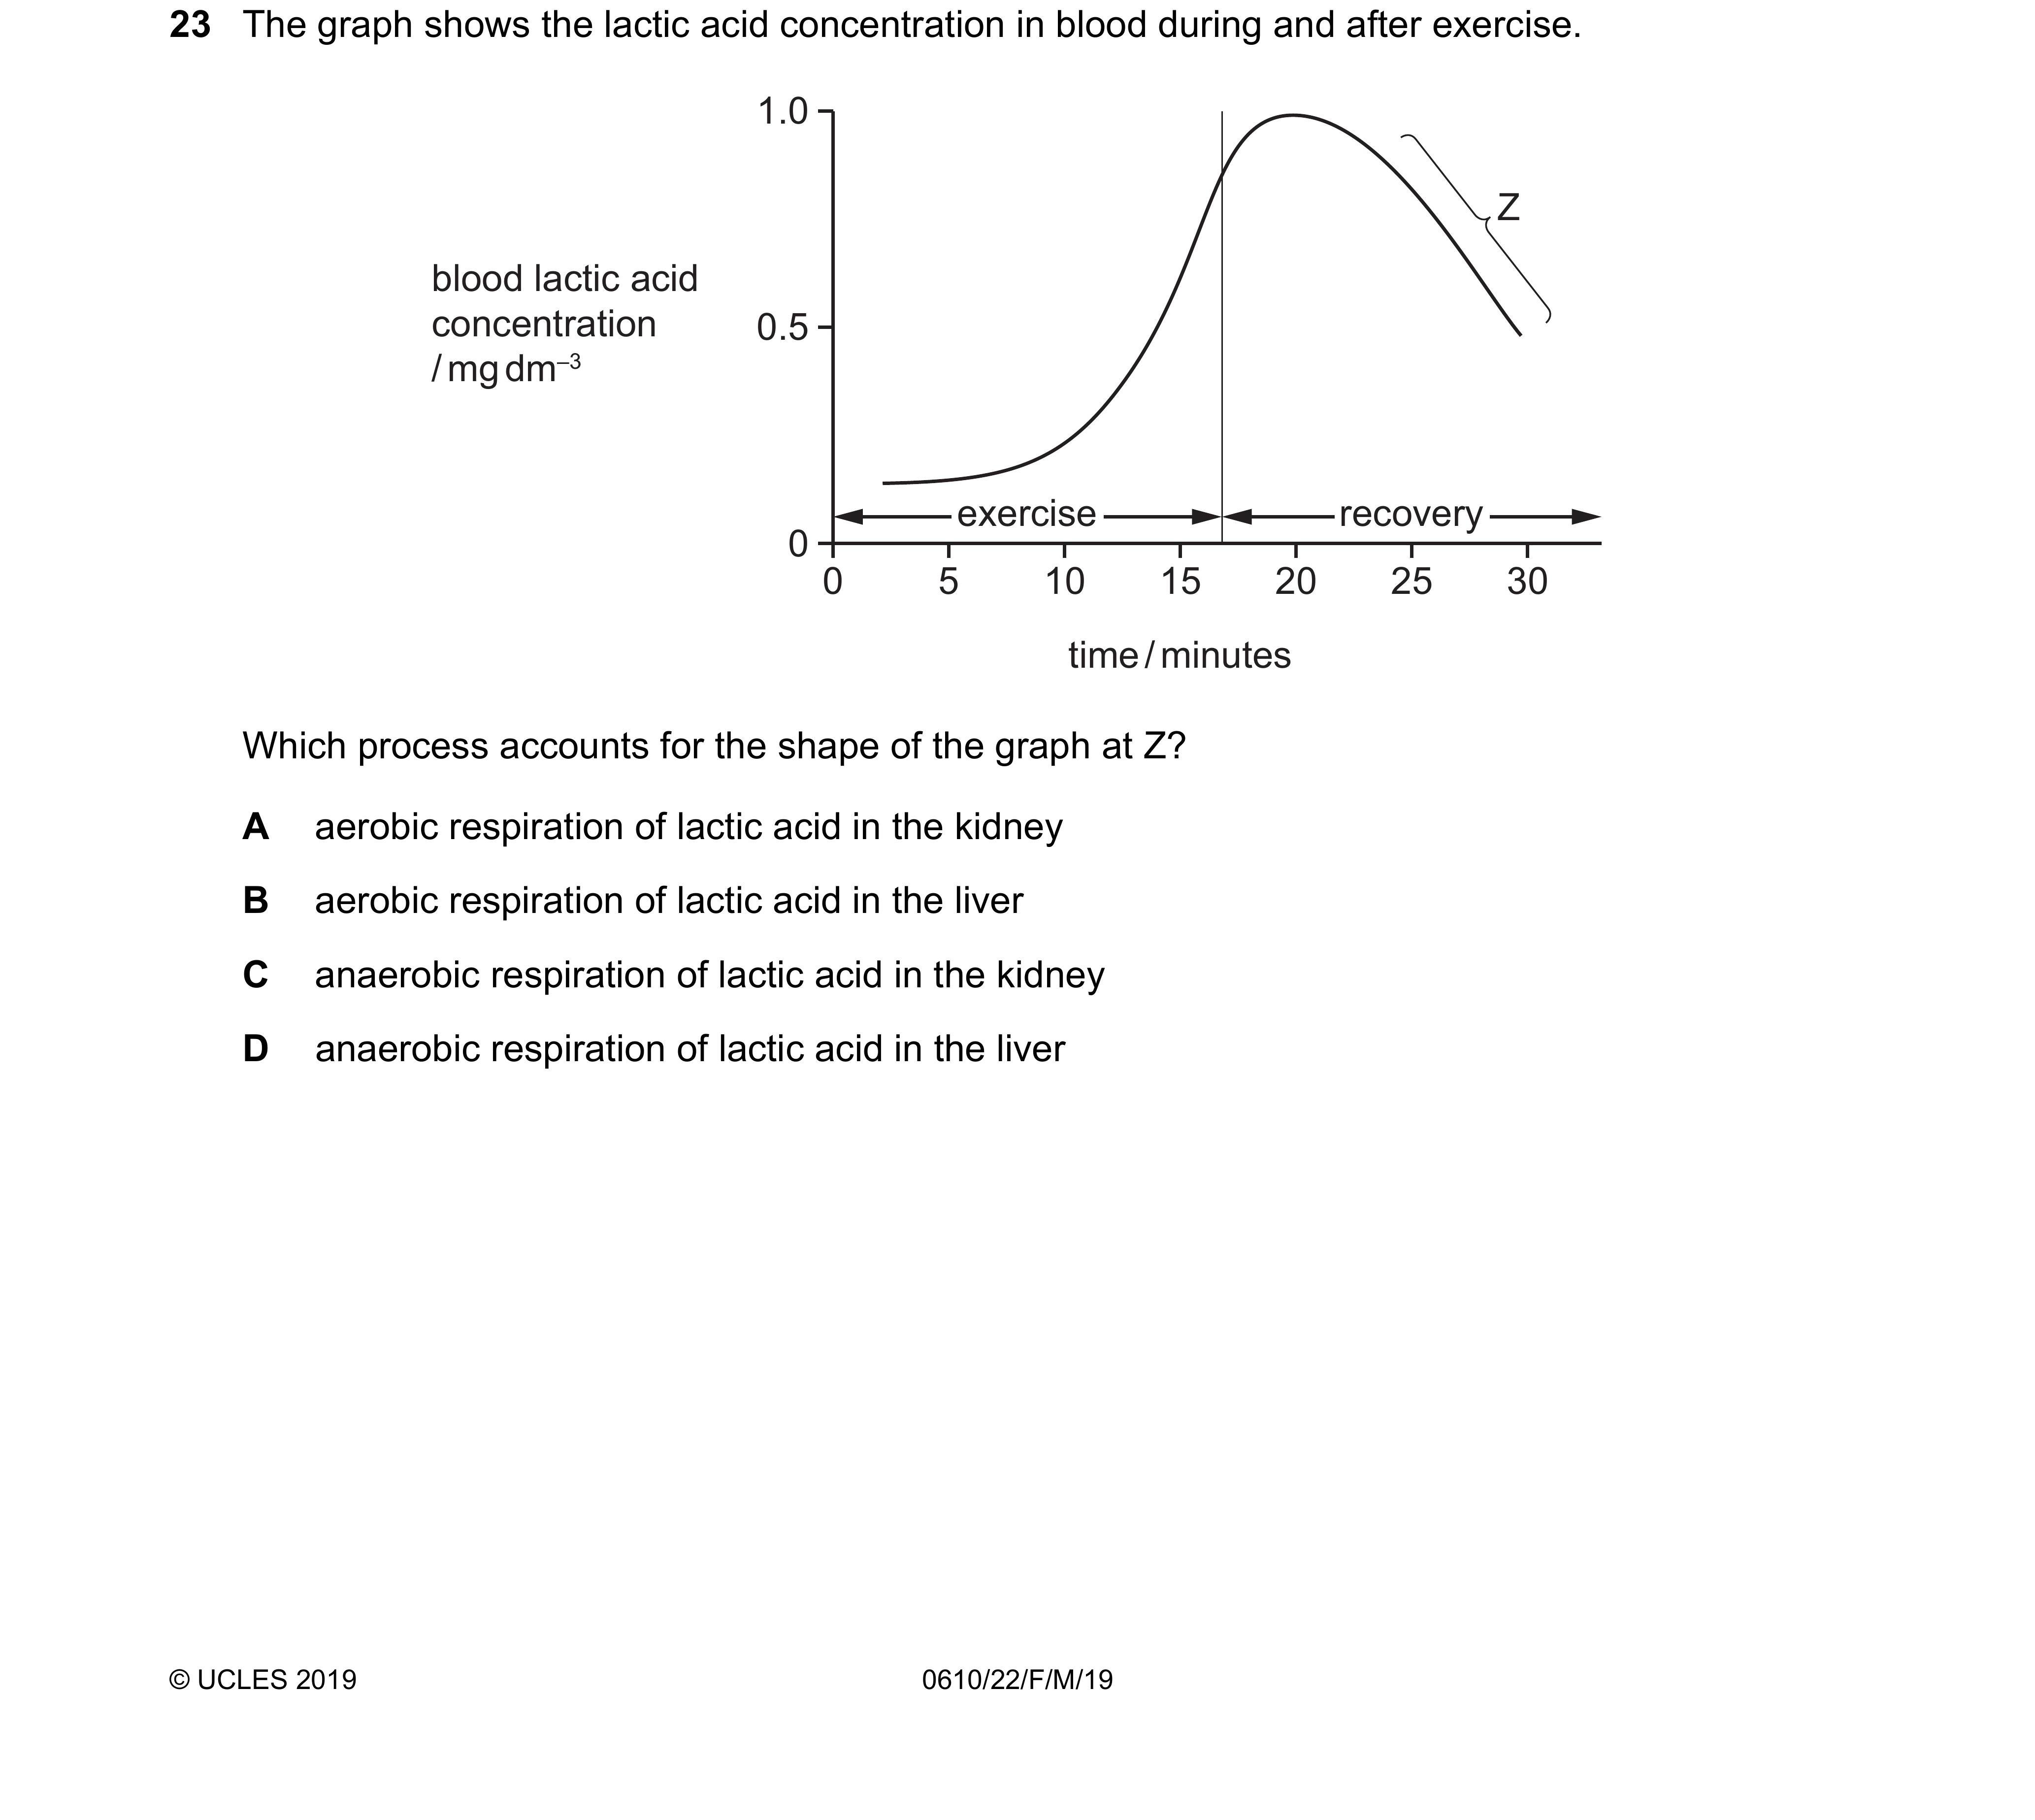 23 The graph shows the lactic acid concentration in blood during and after exercise.
1.0
Z
blood lactic acid
concentration
/ mg dm–3
0.5
exercise
recovery
0
0 5 10 15 20 25 30
time / minutes
Which process accounts for the shape of the graph at Z?
A aerobic respiration of lactic acid in the kidney
B aerobic respiration of lactic acid in the liver
C anaerobic respiration of lactic acid in the kidney
D anaerobic respiration of lactic acid in the liver
© UCLES 2019
0610/22/F/M/19